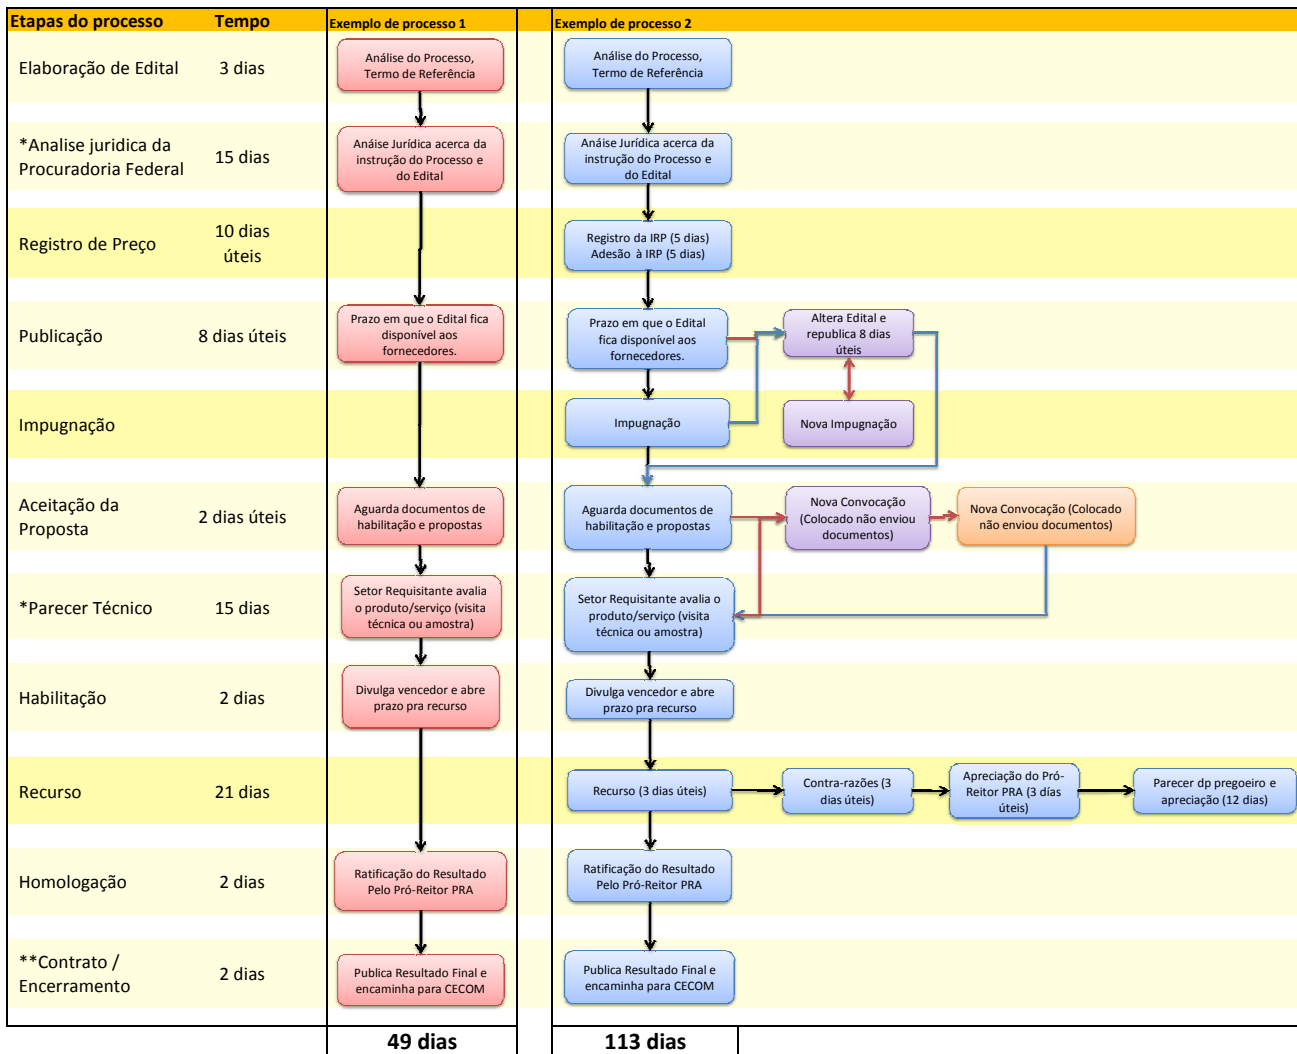 Etapas do processo Tempo Exemplo de processo 1 Exemplo de processo 2
Elaboração de Edital 3 dias
Análise do Processo,
Termo de Referência
Análise do Processo,
Termo de Referência
*Analise juridica da
Procuradoria Federal
15 dias
Anáise Jurídica acerca da
instrução do Processo e
do Edital
Anáise Jurídica acerca da
instrução do Processo e
do Edital
Registro de Preço
10 dias
úteis
Registro da IRP (5 dias)
Adesão à IRP (5 dias)
Publicação 8 dias úteis
Prazo em que o Edital fica
disponível aos
fornecedores.
Prazo em que o Edital
fica disponível aos
fornecedores.
Altera Edital e
republica 8 dias
úteis
Impugnação
Impugnação
Nova Impugnação
Aceitação da
Proposta
2 dias úteis
Aguarda documentos de
habilitação e propostas
Aguarda documentos de
habilitação e propostas
Nova Convocação
(Colocado não enviou
documentos)
Nova Convocação (Colocado
não enviou documentos)
*Parecer Técnico 15 dias
Setor Requisitante avalia
o produto/serviço (visita
técnica ou amostra)
Setor Requisitante avalia
o produto/serviço (visita
técnica ou amostra)
Habilitação 2 dias
Divulga vencedor e abre
prazo pra recurso
Divulga vencedor e abre
prazo pra recurso
Recurso 21 dias
Recurso (3 dias úteis)
Contra-razões (3
dias úteis)
Apreciação do Pró-
Reitor PRA (3 días
úteis)
Parecer dp pregoeiro e
apreciação (12 dias)
Homologação 2 dias
Ratificação do Resultado
Pelo Pró-Reitor PRA
Ratificação do Resultado
Pelo Pró-Reitor PRA
**Contrato /
Encerramento
2 dias
Publica Resultado Final e
encaminha para CECOM
Publica Resultado Final e
encaminha para CECOM
49 dias 113 dias